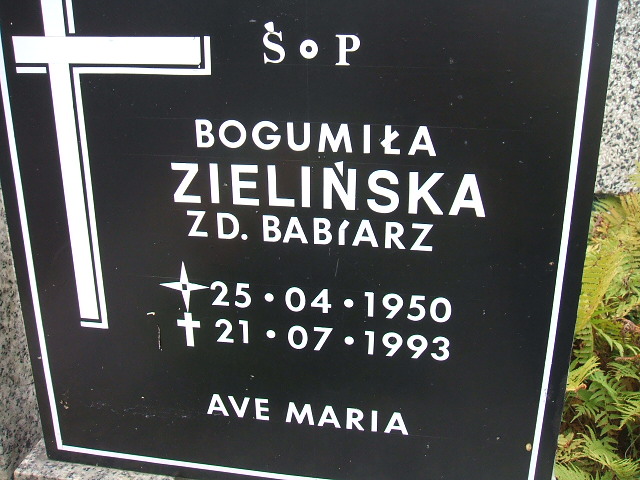 Ś P
BOGUMIŁA
ZIELIŃSKA
ZD. BABIARZ
25 • 04 • 1950
21 • 07 • 1993
AVE MARIA